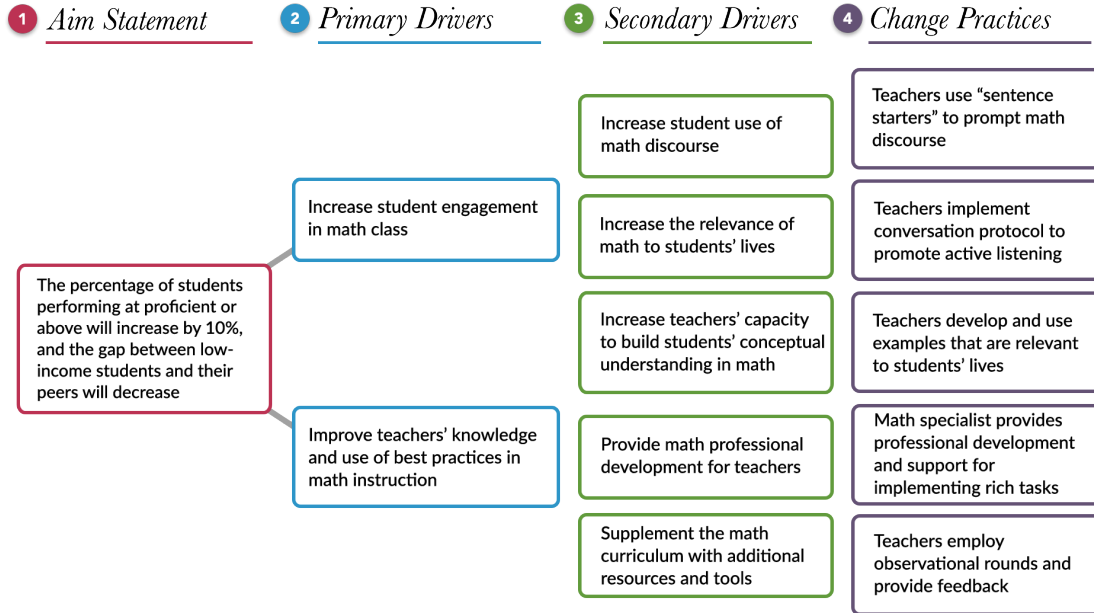 1 Aim Statement
2 Primary Drivers
3 Secondary Drivers
4 Change Practices
The percentage of students
performing at proficient or
above will increase by 10%,
and the gap between low-
income students and their
peers will decrease
Increase student engagement
in math class
Improve teachers’ knowledge
and use of best practices in
math instruction
Increase student use of
math discourse
Increase the relevance of
math to students’ lives
Increase teachers’ capacity
to build students’ conceptual
understanding in math
Provide math professional
development for teachers
Supplement the math
curriculum with additional
resources and tools
Teachers use “sentence
starters” to prompt math
discourse
Teachers implement
conversation protocol to
promote active listening
Teachers develop and use
examples that are relevant
to students’ lives
Math specialist provides
professional development
and support for
implementing rich tasks
Teachers employ
observational rounds and
provide feedback